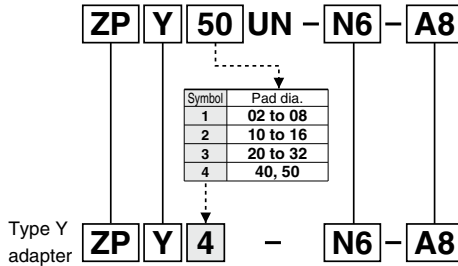 ZP Y 50 UN – N6 – A8
Symbol Pad dia.
1 02 to 08
2 10 to 16
3 20 to 32
4 40, 50
Type Y
adapter
ZP Y 4 – N6 – A8